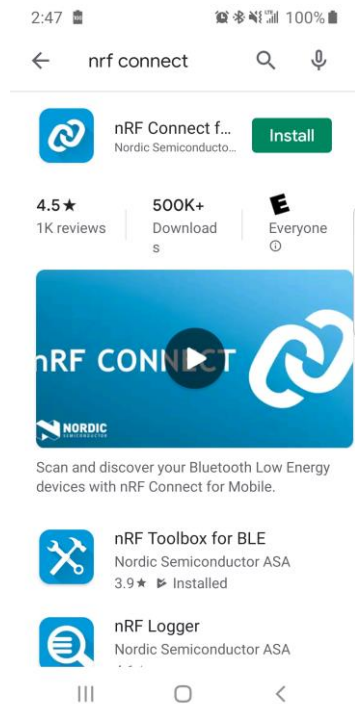 2:47
100%
nrf connect
nRF Connect f...
Nordic Semiconducto...
Install
4.5★
1K reviews
500K+
Download
s
E
Everyone
nRF CONNECT
NORDIC
SEMICONDUCTOR
Scan and discover your Bluetooth Low Energy
devices with nRF Connect for Mobile.
nRF Toolbox for BLE
Nordic Semiconductor ASA
3.9★ Installed
nRF Logger
Nordic Semiconductor ASA